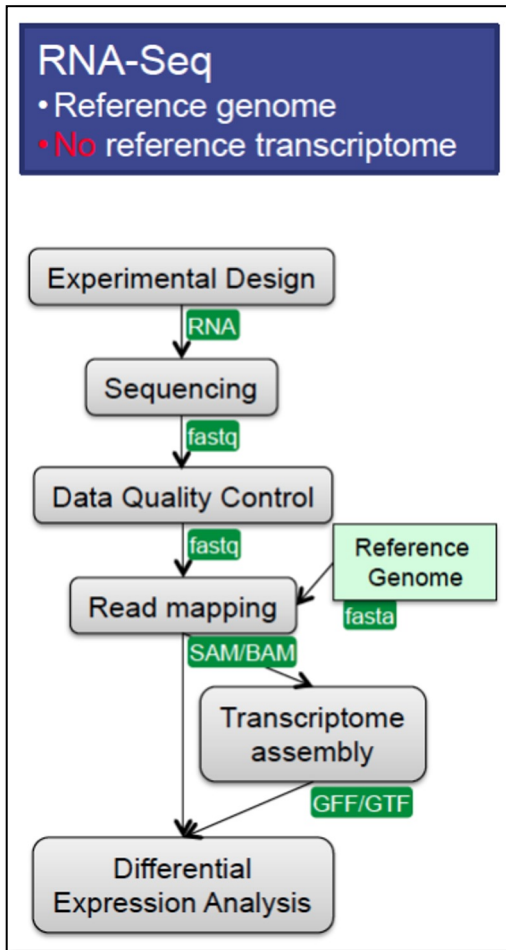 RNA-Seq
• Reference genome
• No reference transcriptome
Experimental Design
RNA
Sequencing
fastq
Data Quality Control
fastq
Reference
Genome
fasta
Read mapping
SAM/BAM
Transcriptome
assembly
GFF/GTF
Differential
Expression Analysis